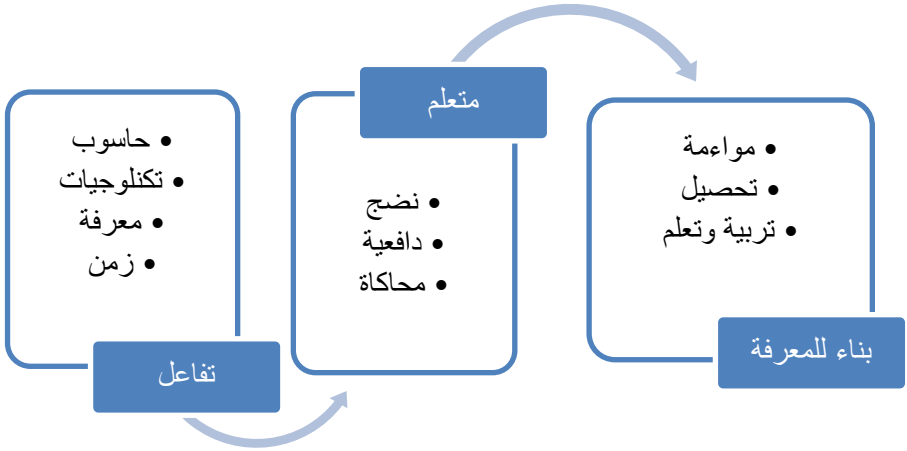 حاسوب
تكنلوجيات
معرفة
زمن
تفاعل
متعلم
نضج
دافعية
محاكاة
مواءمة
تحصيل
تربية وتعلم
بناء للمعرفة